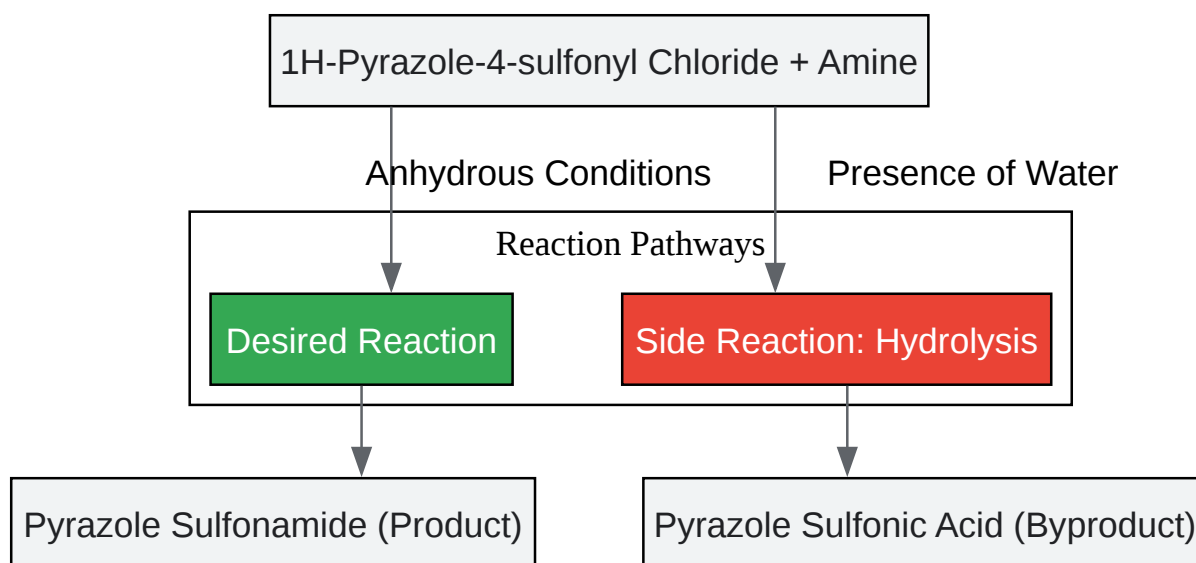 1H-Pyrazole-4-sulfonyl Chloride + Amine
Anhydrous Conditions
Presence of Water
Reaction Pathways
Desired Reaction
Side Reaction: Hydrolysis
Pyrazole Sulfonamide (Product)
Pyrazole Sulfonic Acid (Byproduct)